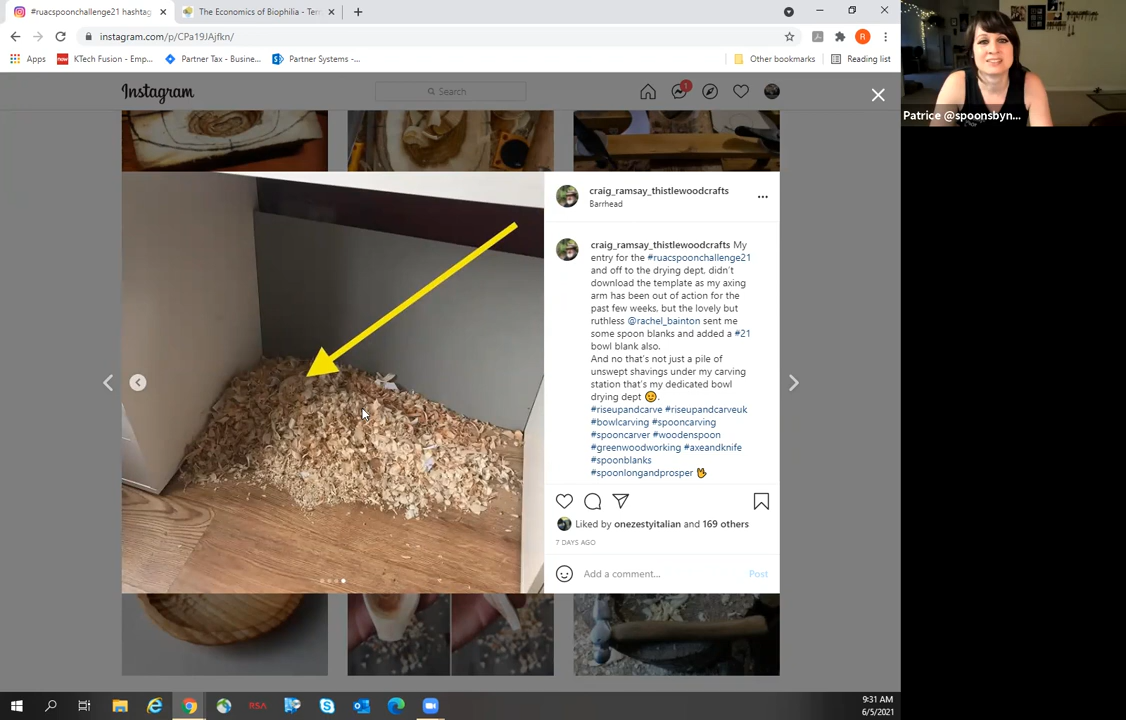 #ruacspoonchallenge21 hashtag
The Economics of Biophilia - Terr
instagram.com/p/CPa19JAjfkn/
Apps
KTech Fusion - Emp...
Partner Tax - Busine...
Partner Systems -...
Other bookmarks
Reading list
Patrice @spoonsbyn...
Instagram
Search
1
craig_ramsay_thistlewoodcrafts
Barrhead
craig_ramsay_thistlewoodcrafts My
entry for the #ruacspoonchallenge21
and off to the drying dept, didn't
download the template as my axing
arm has been out of action for the
past few weeks, but the lovely but
ruthless @rachel_bainton sent me
some spoon blanks and added a #21
bowl blank also.
And no that's not just a pile of
unswept shavings under my carving
station that's my dedicated bowl
drying dept 😉.
#riseupandcarve #riseupandcarveuk
#bowlcarving #spooncarving
#spooncarver #woodenspoon
#greenwoodworking #axeandknife
#spoonblanks
#spoonlongandprosper 🖖
Liked by onezestyitalian and 169 others
7 DAYS AGO
Add a comment...
Post
RSA
9:31 AM
6/5/2021